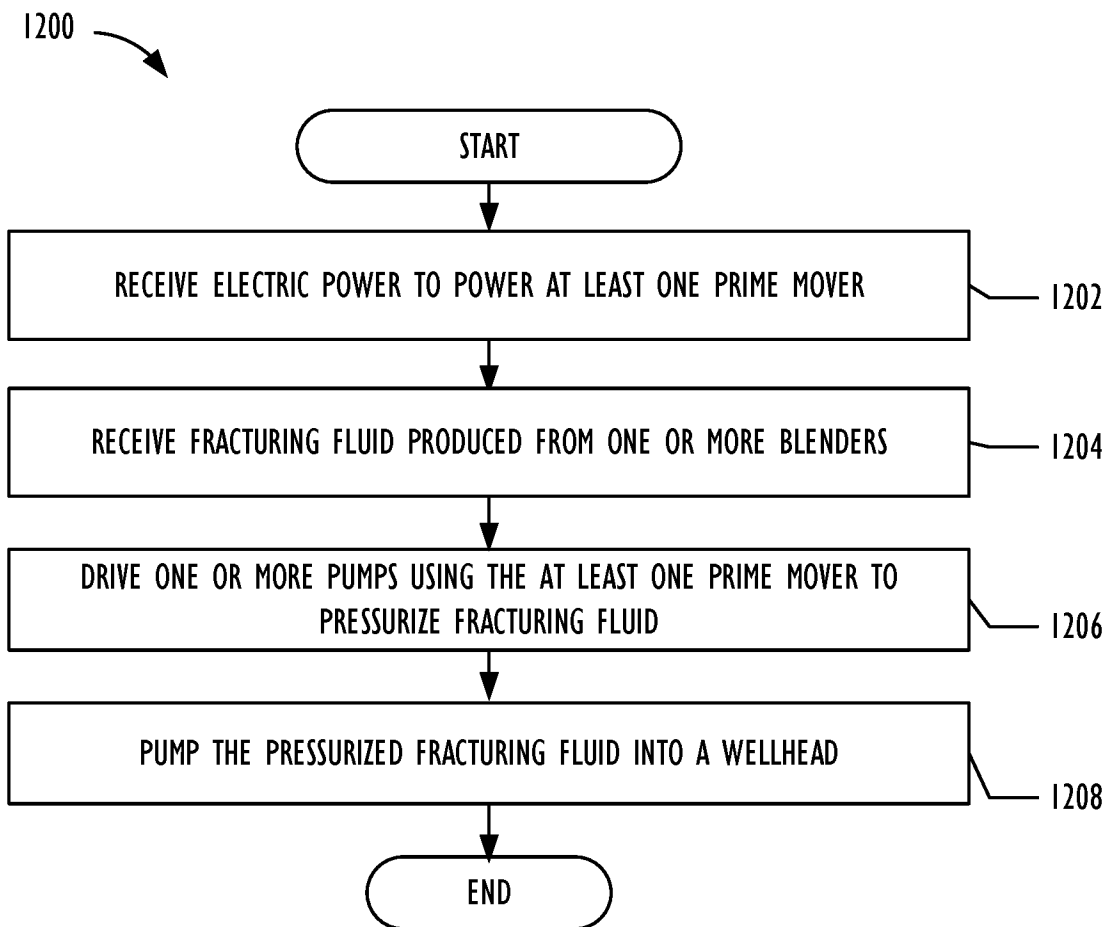 1200
START
RECEIVE ELECTRIC POWER TO POWER AT LEAST ONE PRIME MOVER
1202
RECEIVE FRACTURING FLUID PRODUCED FROM ONE OR MORE BLENDERS
1204
DRIVE ONE OR MORE PUMPS USING THE AT LEAST ONE PRIME MOVER TO
PRESSURIZE FRACTURING FLUID
1206
PUMP THE PRESSURIZED FRACTURING FLUID INTO A WELLHEAD
1208
END